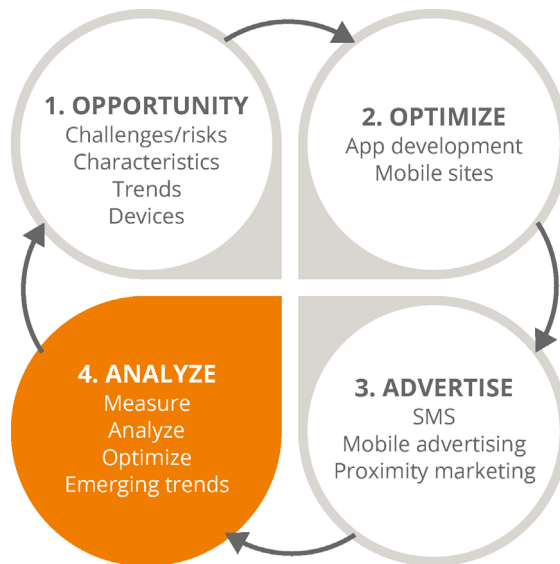 1. OPPORTUNITY
Challenges/risks
Characteristics
Trends
Devices
2. OPTIMIZE
App development
Mobile sites
3. ADVERTISE
SMS
Mobile advertising
Proximity marketing
4. ANALYZE
Measure
Analyze
Optimize
Emerging trends